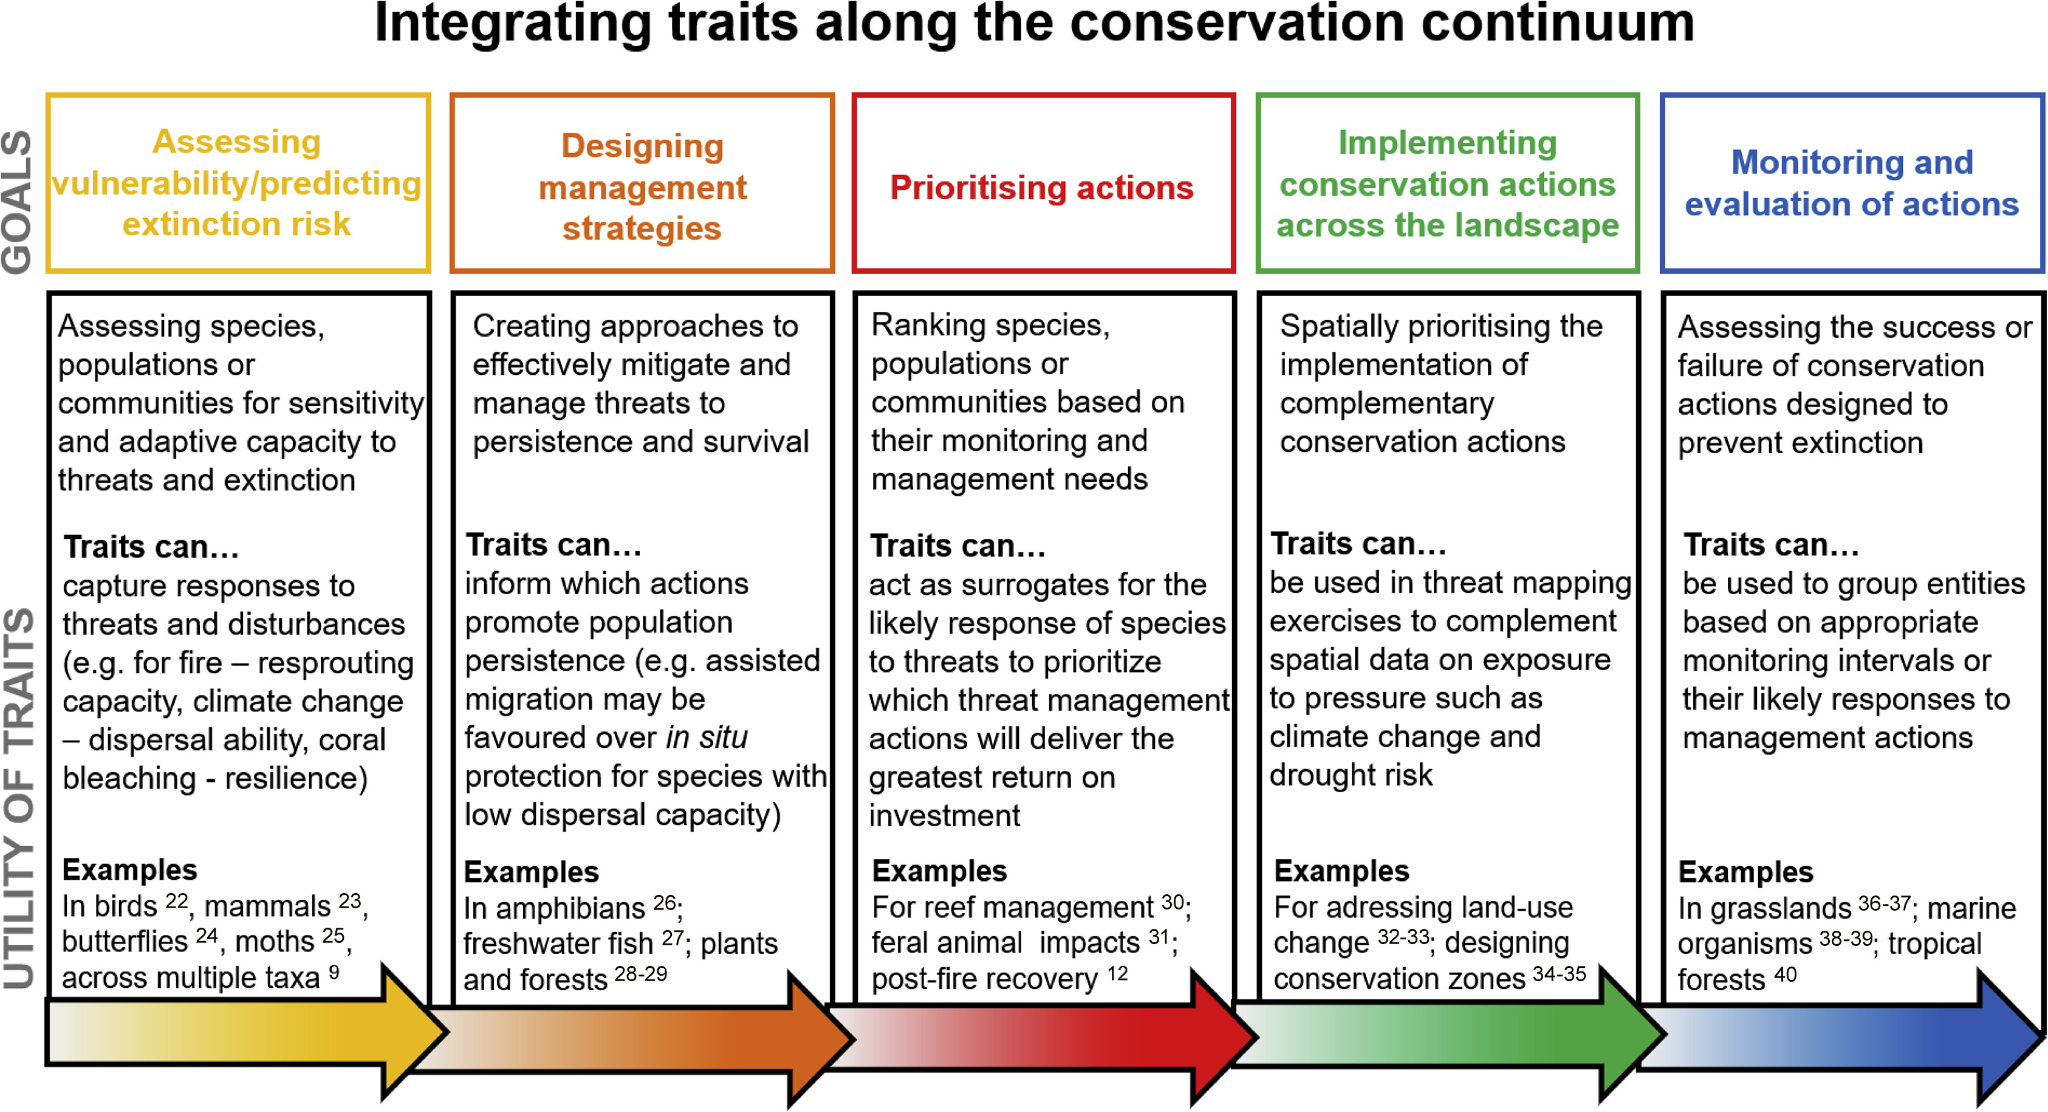 Integrating traits along the conservation continuum
GOALS
Assessing
vulnerability/predicting
extinction risk
Designing
management
strategies
Prioritising actions
Implementing
conservation actions
across the landscape
Monitoring and
evaluation of actions
UTILITY OF TRAITS
Assessing species,
populations or
communities for sensitivity
and adaptive capacity to
threats and extinction
Traits can…
capture responses to
threats and disturbances
(e.g. for fire – resprouting
capacity, climate change
– dispersal ability, coral
bleaching - resilience)
Examples
In birds 22, mammals 23,
butterflies 24, moths 25,
across multiple taxa 9
Creating approaches to
effectively mitigate and
manage threats to
persistence and survival
Traits can…
inform which actions
promote population
persistence (e.g. assisted
migration may be
favoured over in situ
protection for species with
low dispersal capacity)
Examples
In amphibians 26;
freshwater fish 27; plants
and forests 28-29
Ranking species,
populations or
communities based on
their monitoring and
management needs
Traits can…
act as surrogates for the
likely response of species
to threats to prioritize
which threat management
actions will deliver the
greatest return on
investment
Examples
For reef management 30;
feral animal impacts 31;
post-fire recovery 12
Spatially prioritising the
implementation of
complementary
conservation actions
Traits can…
be used in threat mapping
exercises to complement
spatial data on exposure
to pressure such as
climate change and
drought risk
Examples
For adressing land-use
change 32-33; designing
conservation zones 34-35
Assessing the success or
failure of conservation
actions designed to
prevent extinction
Traits can…
be used to group entities
based on appropriate
monitoring intervals or
their likely responses to
management actions
Examples
In grasslands 36-37; marine
organisms 38-39; tropical
forests 40